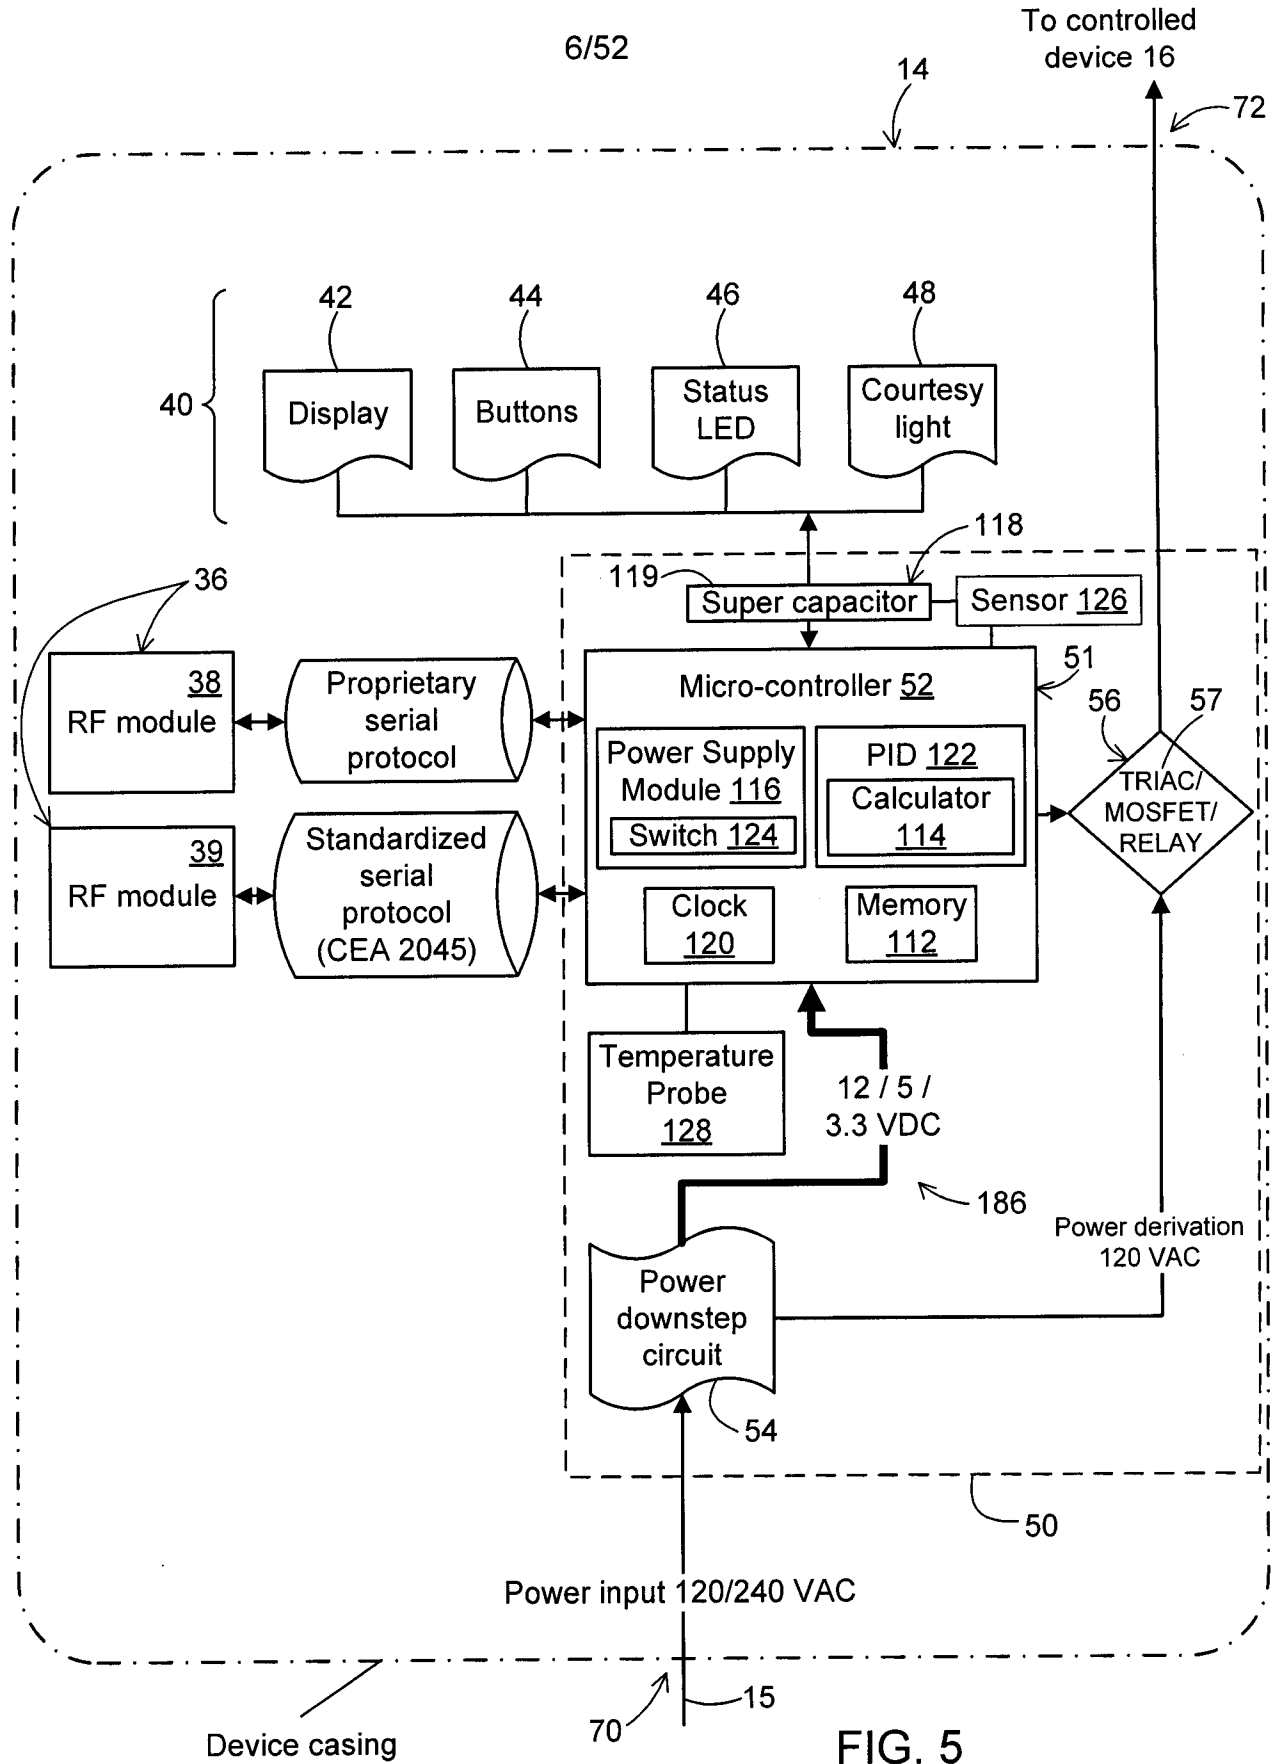 6/52
To controlled
device 16
14
72
42
44
46
48
40
Display
Buttons
Status
LED
Courtesy
light
118
119
Super capacitor
Sensor 126
36
38
RF module
Proprietary
serial
protocol
Micro-controller 52
51
56
57
Power Supply
Module 116
Switch 124
PID 122
Calculator
114
TRIAC/
MOSFET/
RELAY
39
RF module
Standardized
serial
protocol
(CEA 2045)
Clock
120
Memory
112
Temperature
Probe
128
12 / 5 /
3.3 VDC
186
Power derivation
120 VAC
Power
downstep
circuit
54
50
Power input 120/240 VAC
15
70
Device casing
FIG. 5